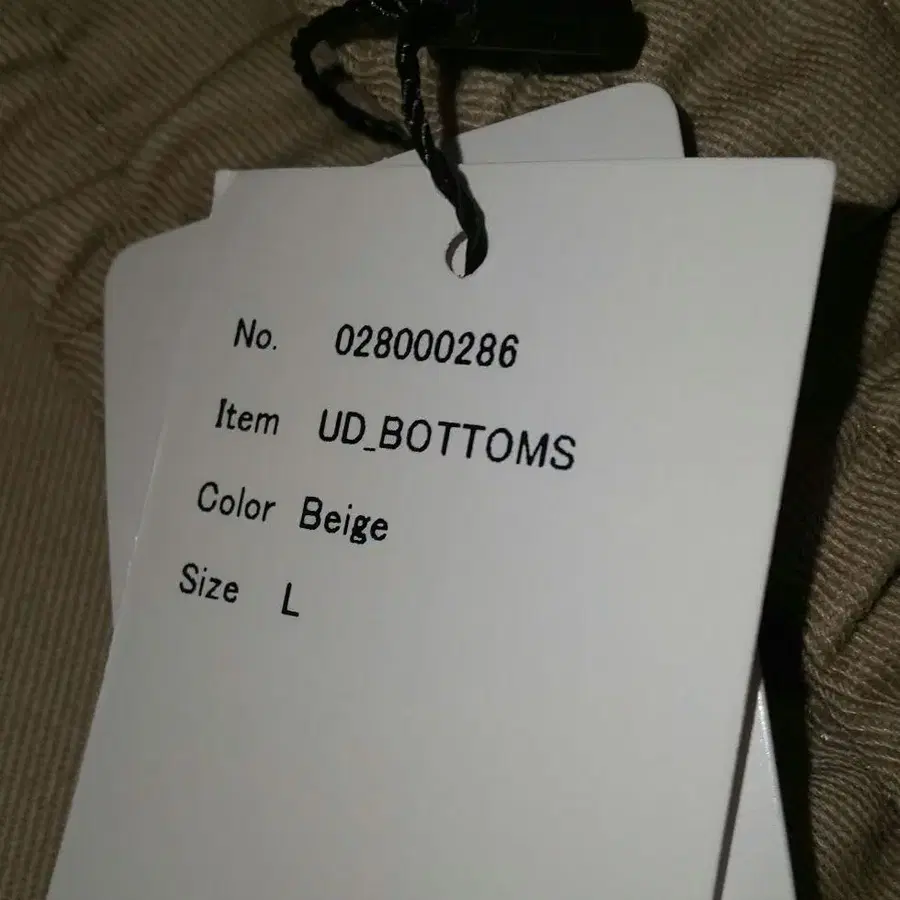 No. 028000286
Item UD_BOTTOMS
Color Beige
Size L